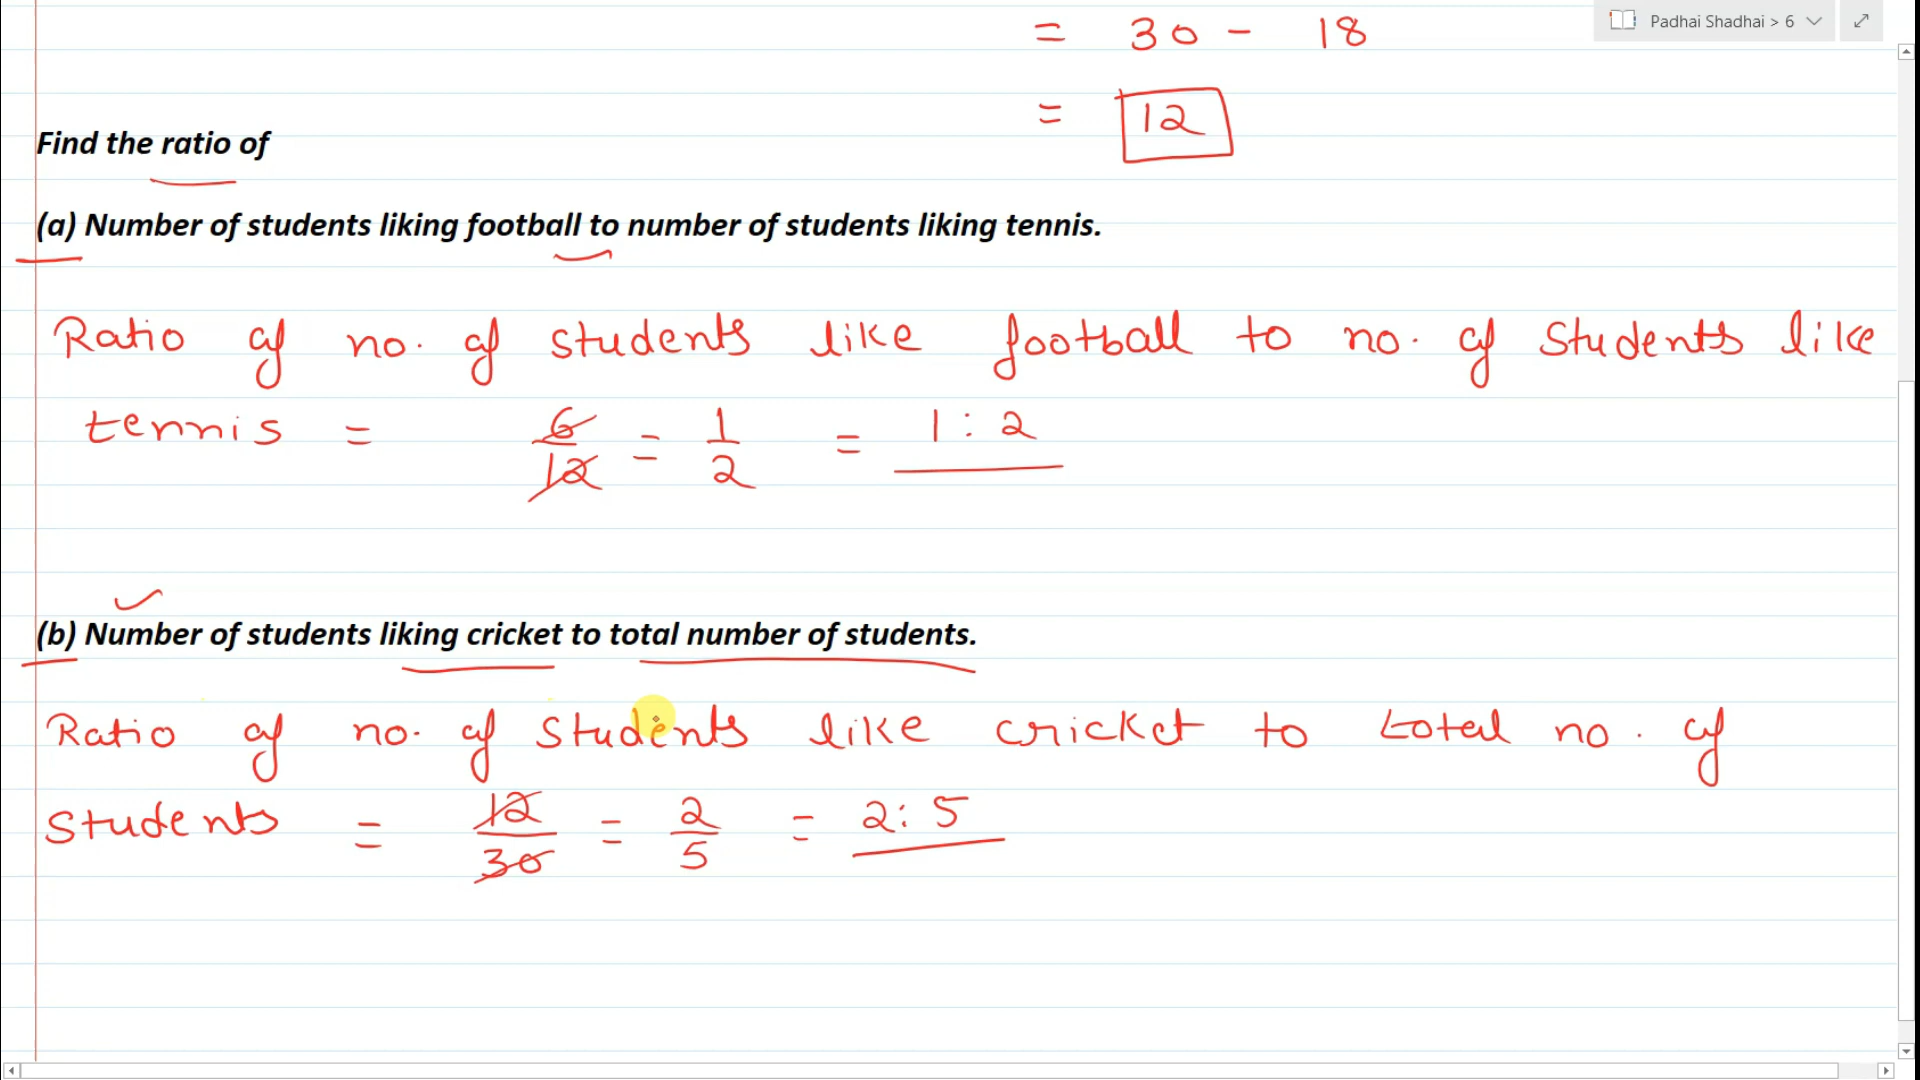 = 30 - 18
Padhai Shadhai > 6
= 12
Find the ratio of
(a) Number of students liking football to number of students liking tennis.
Ratio of no. of students like football to no. of students like
tennis = 6/12 = 1/2 = 1 : 2
(b) Number of students liking cricket to total number of students.
Ratio of no. of students like cricket to total no. of
students = 12/30 = 2/5 = 2 : 5